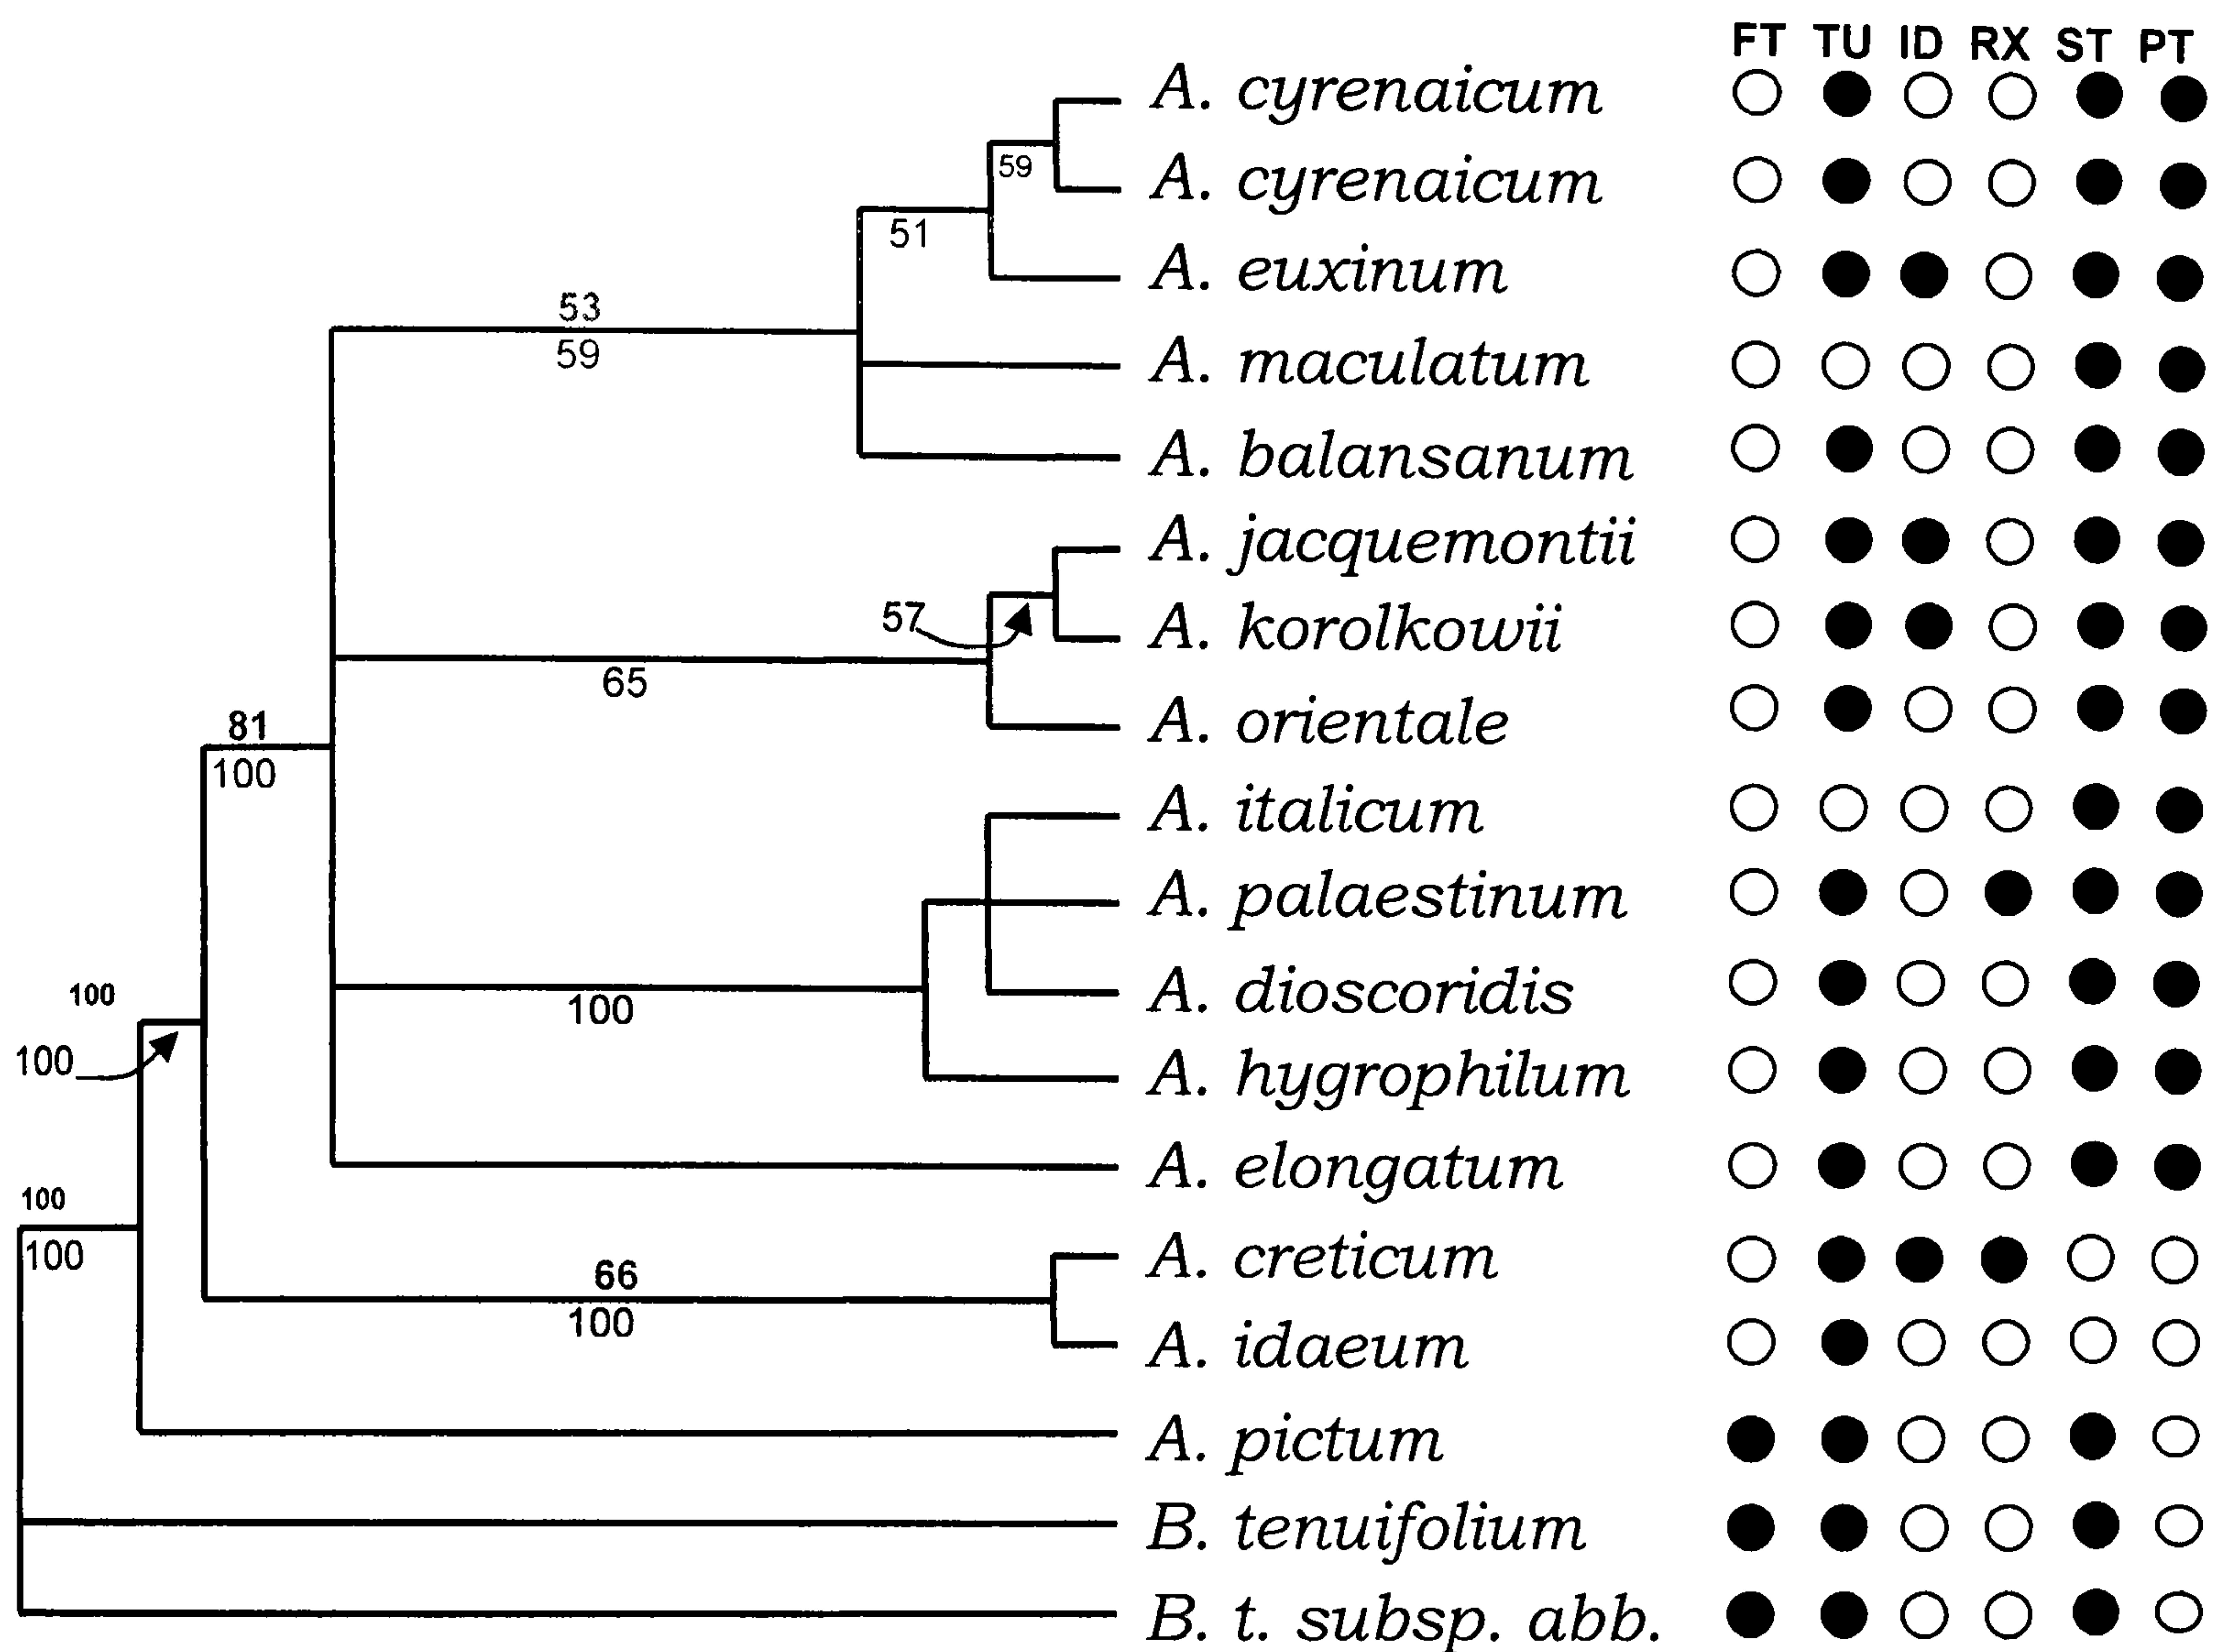 FT TU ID RX ST PT
A. cyrenaicum
59
A. cyrenaicum
51
A. euxinum
53
59
A. maculatum
A. balansanum
A. jacquemontii
57
A. korolkowii
65
A. orientale
81
100
A. italicum
A. palaestinum
100
A. dioscoridis
100
100
A. hygrophilum
A. elongatum
100
100
A. creticum
66
100
A. idaeum
A. pictum
B. tenuifolium
B. t. subsp. abb.